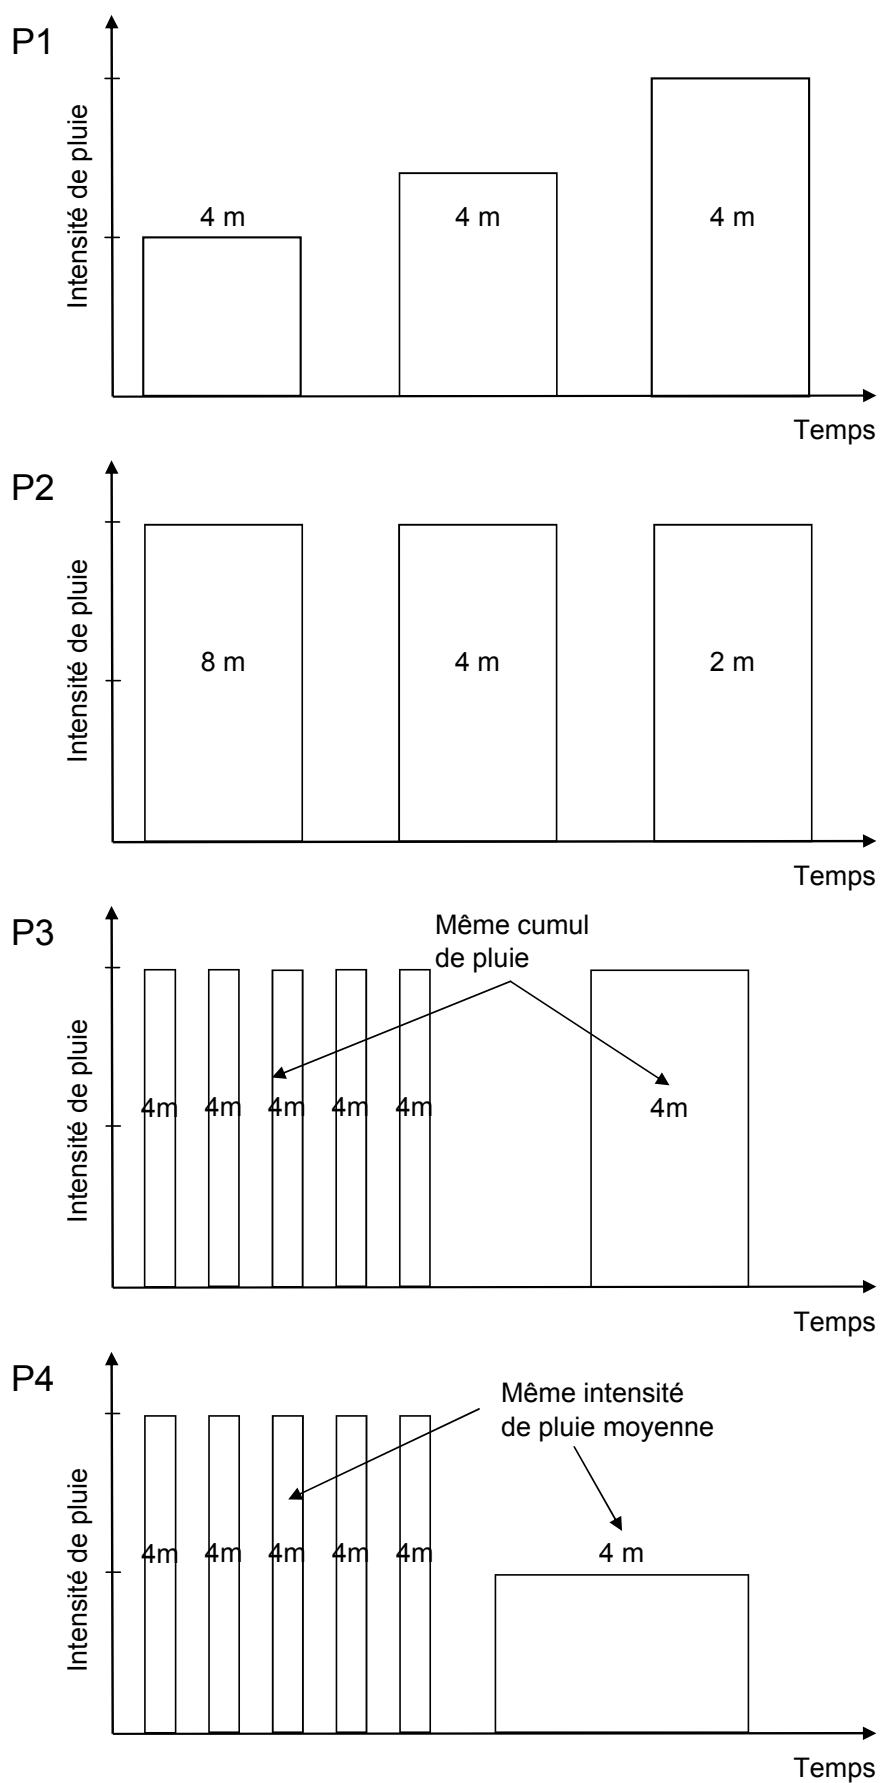 P1
Intensité de pluie
4 m
4 m
4 m
Temps
P2
Intensité de pluie
8 m
4 m
2 m
Temps
P3
Intensité de pluie
Même cumul
de pluie
4m
4m
4m
4m
4m
4m
Temps
P4
Intensité de pluie
Même intensité
de pluie moyenne
4m
4m
4m
4m
4m
4 m
Temps